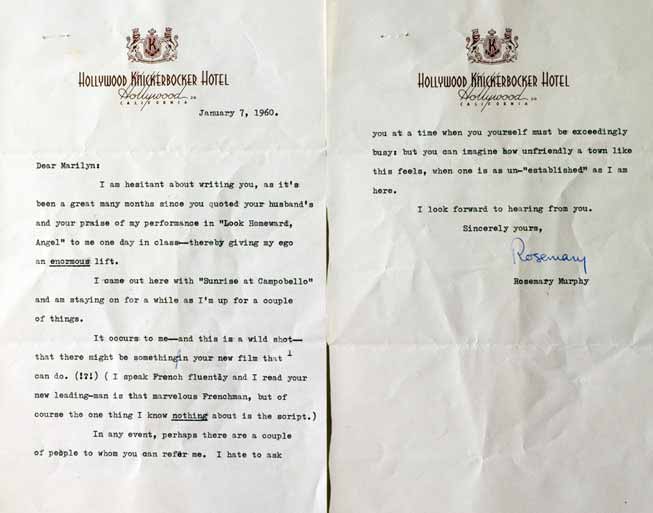 K
HOLLYWOOD KNICKERBOCKER HOTEL
Hollywood 28
CALIFORNIA
January 7, 1960.
Dear Marilyn:
I am hesitant about writing you, as it's
been a great many months since you quoted your husband's
and your praise of my performance in "Look Homeward,
Angel" to me one day in class—thereby giving my ego
an enormous lift.
I came out here with "Sunrise at Campobello"
and am staying on for a while as I'm up for a couple
of things.
It occurs to me—and this is a wild shot—
that there might be something in your new film that I
can do. (!?!) ( I speak French fluently and I read your
new leading-man is that marvelous Frenchman, but of
course the one thing I know nothing about is the script.)
In any event, perhaps there are a couple
of people to whom you can refer me. I hate to ask
K
HOLLYWOOD KNICKERBOCKER HOTEL
Hollywood 28
CALIFORNIA
you at a time when you yourself must be exceedingly
busy: but you can imagine how unfriendly a town like
this feels, when one is as un-"established" as I am
here.
I look forward to hearing from you.
Sincerely yours,
Rosemary
Rosemary Murphy